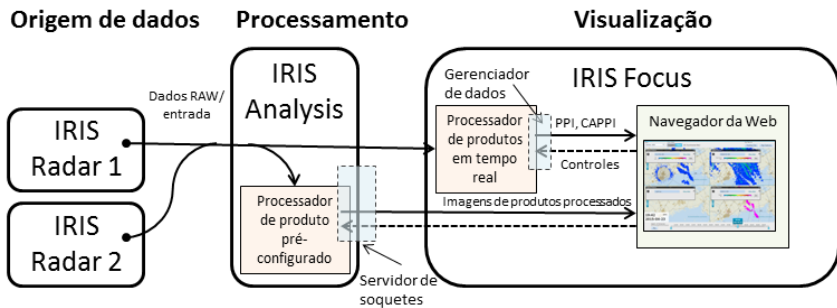 Origem de dados
Processamento
Visualização
IRIS
Radar 1
IRIS
Radar 2
Dados RAW/
entrada
IRIS
Analysis
Processador
de produto
pré-
configurado
Servidor de
soquetes
IRIS Focus
Gerenciador
de dados
Processador
de produtos
em tempo
real
PPI, CAPPI
Controles
Imagens de produtos processados
Navegador da Web